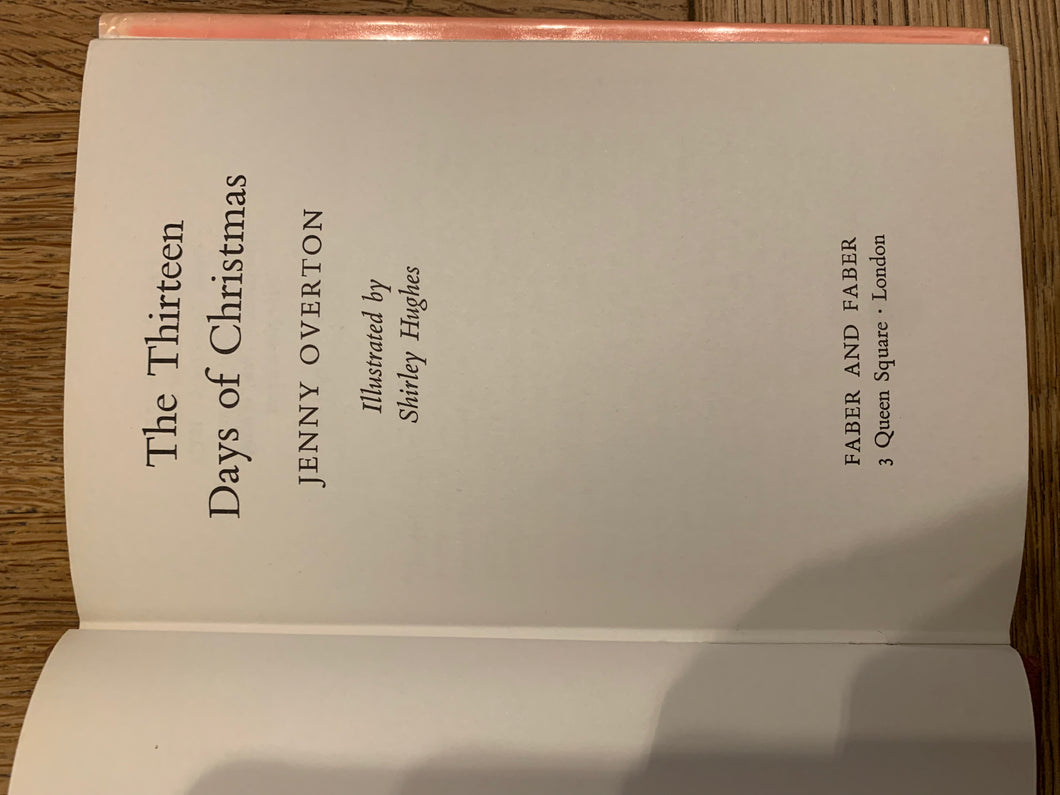 The Thirteen
Days of Christmas
JENNY OVERTON
Illustrated by
Shirley Hughes
FABER AND FABER
3 Queen Square · London